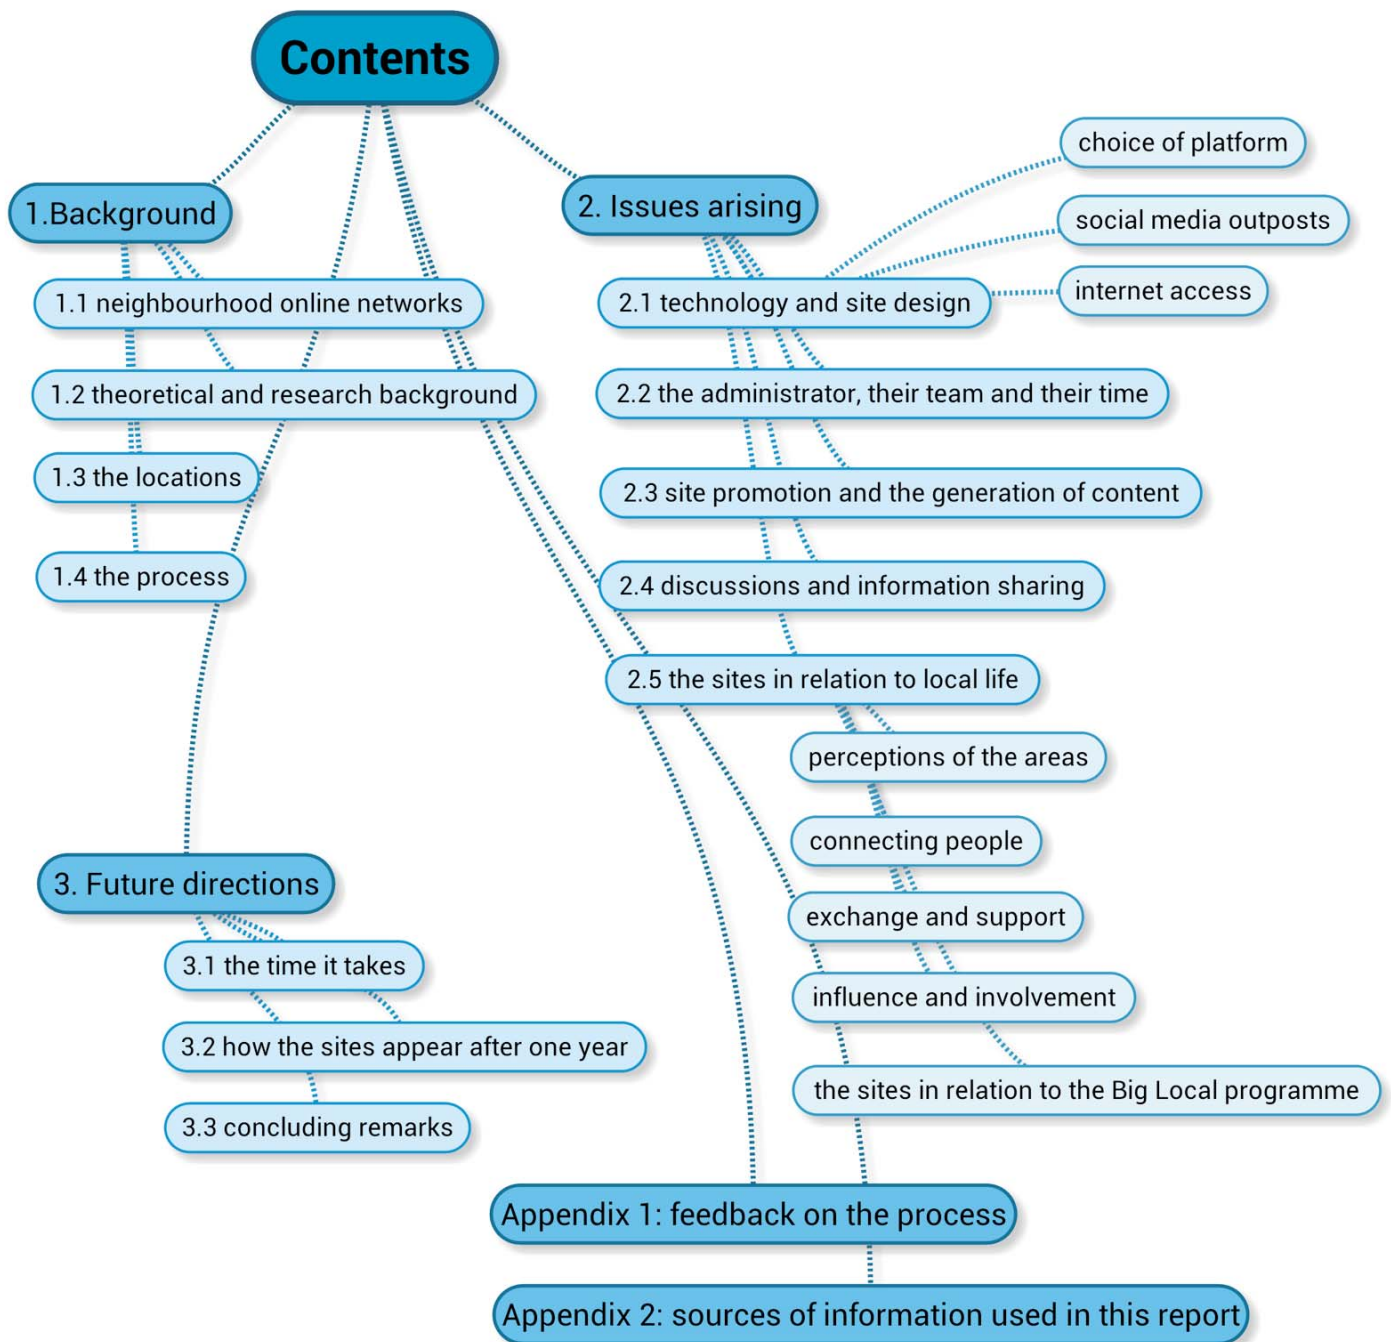 Contents
1.Background
1.1 neighbourhood online networks
1.2 theoretical and research background
1.3 the locations
1.4 the process
2. Issues arising
2.1 technology and site design
choice of platform
social media outposts
internet access
2.2 the administrator, their team and their time
2.3 site promotion and the generation of content
2.4 discussions and information sharing
2.5 the sites in relation to local life
perceptions of the areas
connecting people
exchange and support
influence and involvement
the sites in relation to the Big Local programme
3. Future directions
3.1 the time it takes
3.2 how the sites appear after one year
3.3 concluding remarks
Appendix 1: feedback on the process
Appendix 2: sources of information used in this report